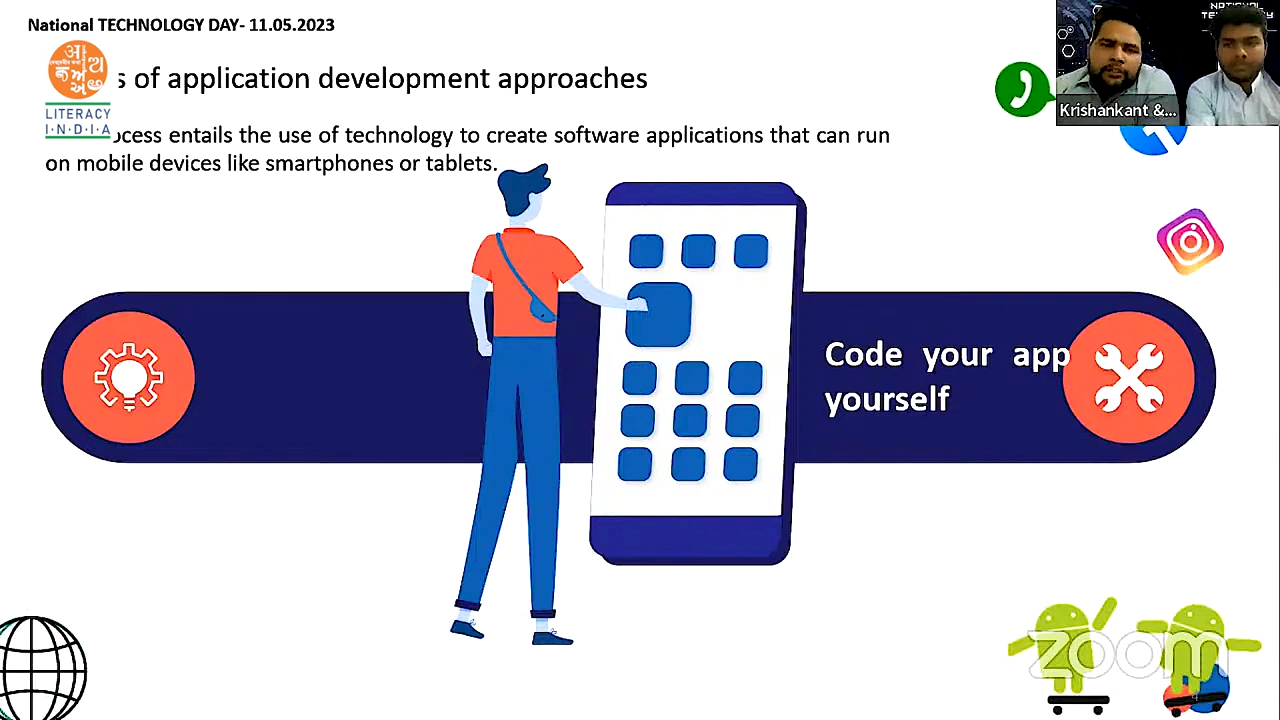 National TECHNOLOGY DAY- 11.05.2023
s of application development approaches
LITERACY
I·N·D·I·A
ocess entails the use of technology to create software applications that can run
on mobile devices like smartphones or tablets.
NATIONAL
Krishankant &...
Code your app
yourself
zoom